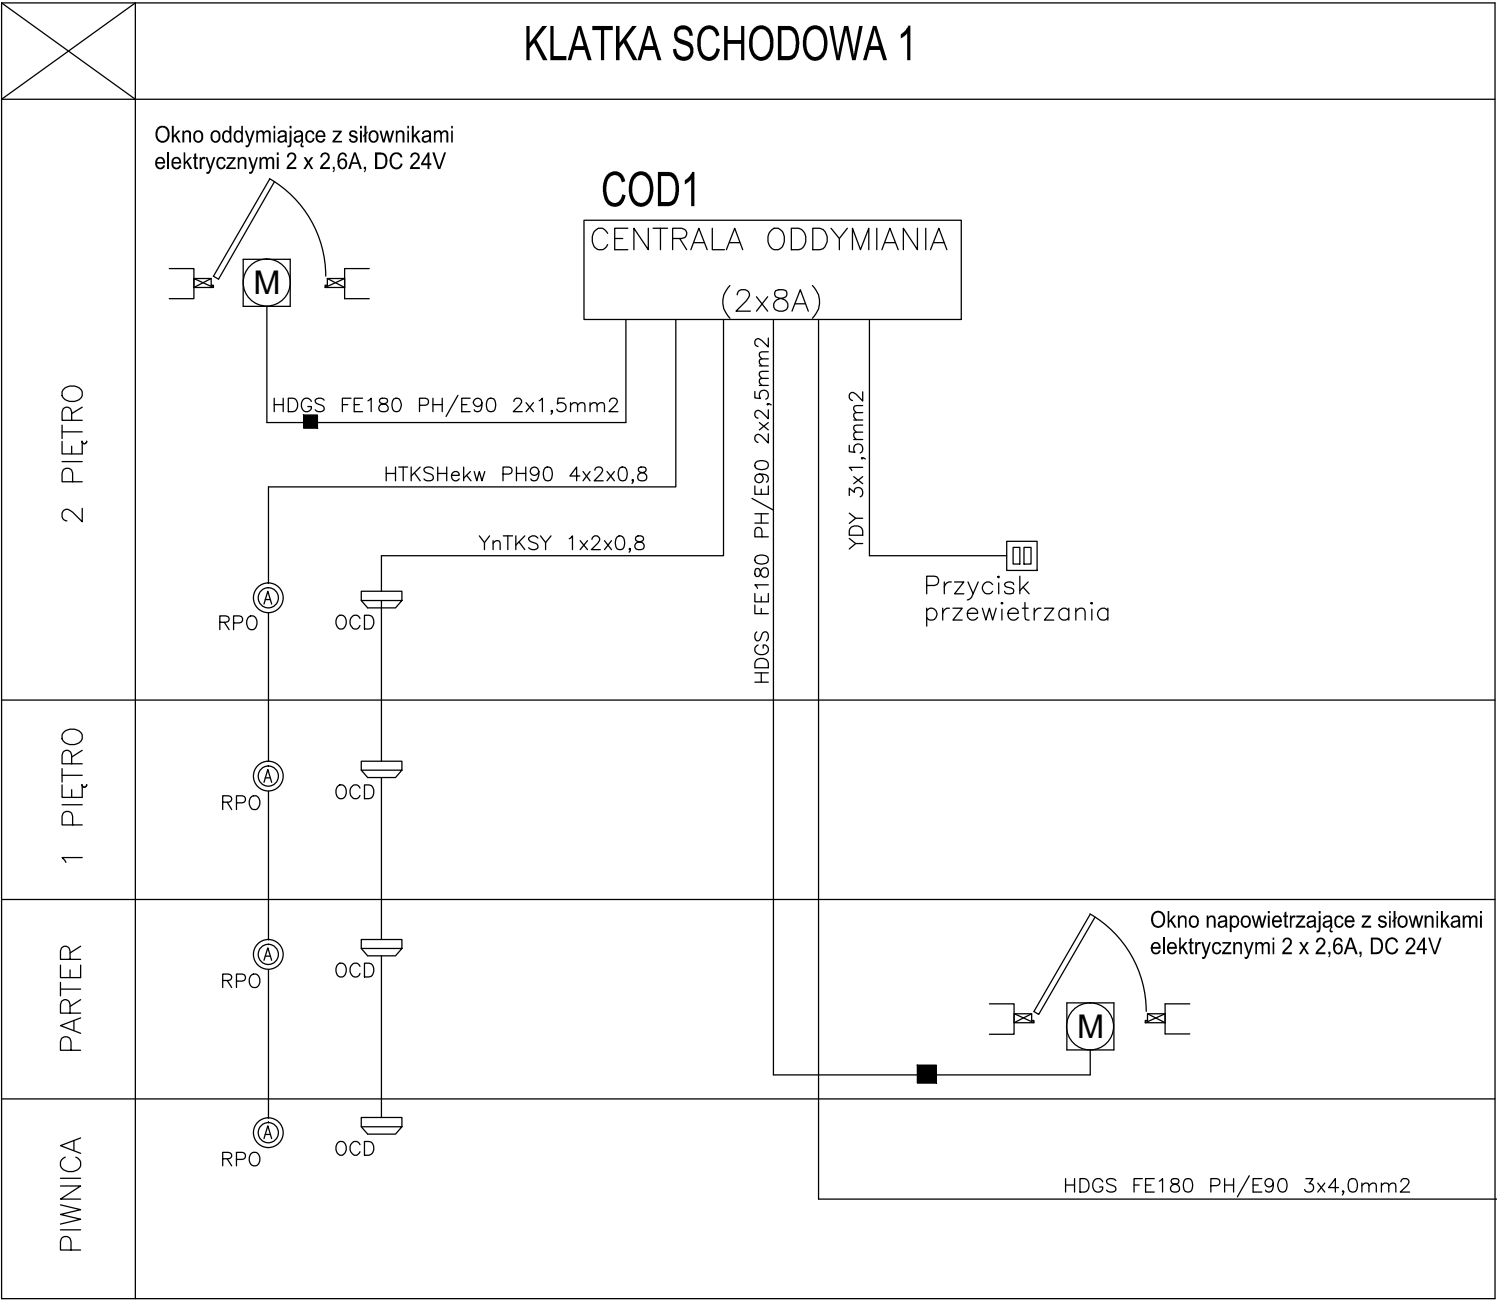 KLATKA SCHODOWA 1
2 PIĘTRO
Okno oddymiające z siłownikami
elektrycznymi 2 x 2,6A, DC 24V
M
COD1
CENTRALA ODDYMIANIA
(2x8A)
HDGS FE180 PH/E90 2x1,5mm2
HTKSHekw PH90 4x2x0,8
YnTKSY 1x2x0,8
HDGS FE180 PH/E90 2x2,5mm2
YDY 3x1,5mm2
Przycisk
przewietrzania
A
RPO
OCD
1 PIĘTRO
A
RPO
OCD
PARTER
A
RPO
OCD
Okno napowietrzające z siłownikami
elektrycznymi 2 x 2,6A, DC 24V
M
PIWNICA
A
RPO
OCD
HDGS FE180 PH/E90 3x4,0mm2